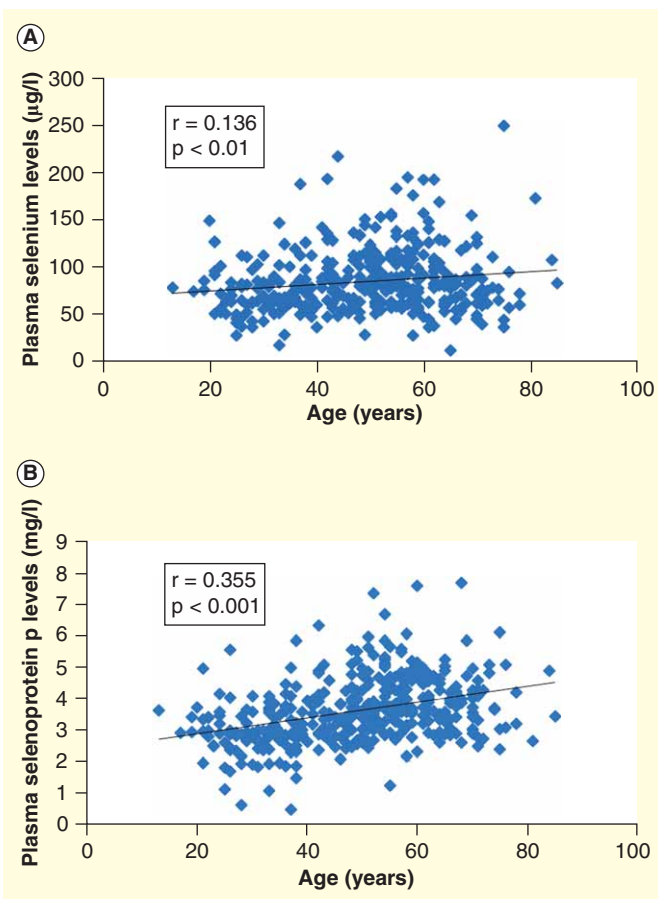 A
Plasma selenium levels (µg/l)
300
250
200
150
100
50
0
r = 0.136
p < 0.01
0 20 40 60 80 100
Age (years)
B
Plasma selenoprotein p levels (mg/l)
9
8
7
6
5
4
3
2
1
0
r = 0.355
p < 0.001
0 20 40 60 80 100
Age (years)